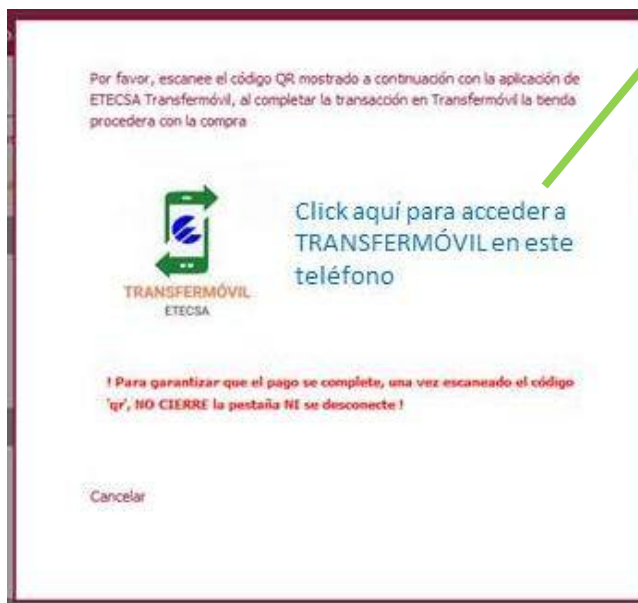 Por favor, escanee el código QR mostrado a continuación con la aplicación de
ETECSA Transfermóvil, al completar la transacción en Transfermóvil la tienda
procedera con la compra
Click aquí para acceder a
TRANSFERMÓVIL en este
teléfono
TRANSFERMÓVIL
ETECSA
! Para garantizar que el pago se complete, una vez escaneado el código
'qr', NO CIERRE la pestaña NI se desconecte !
Cancelar